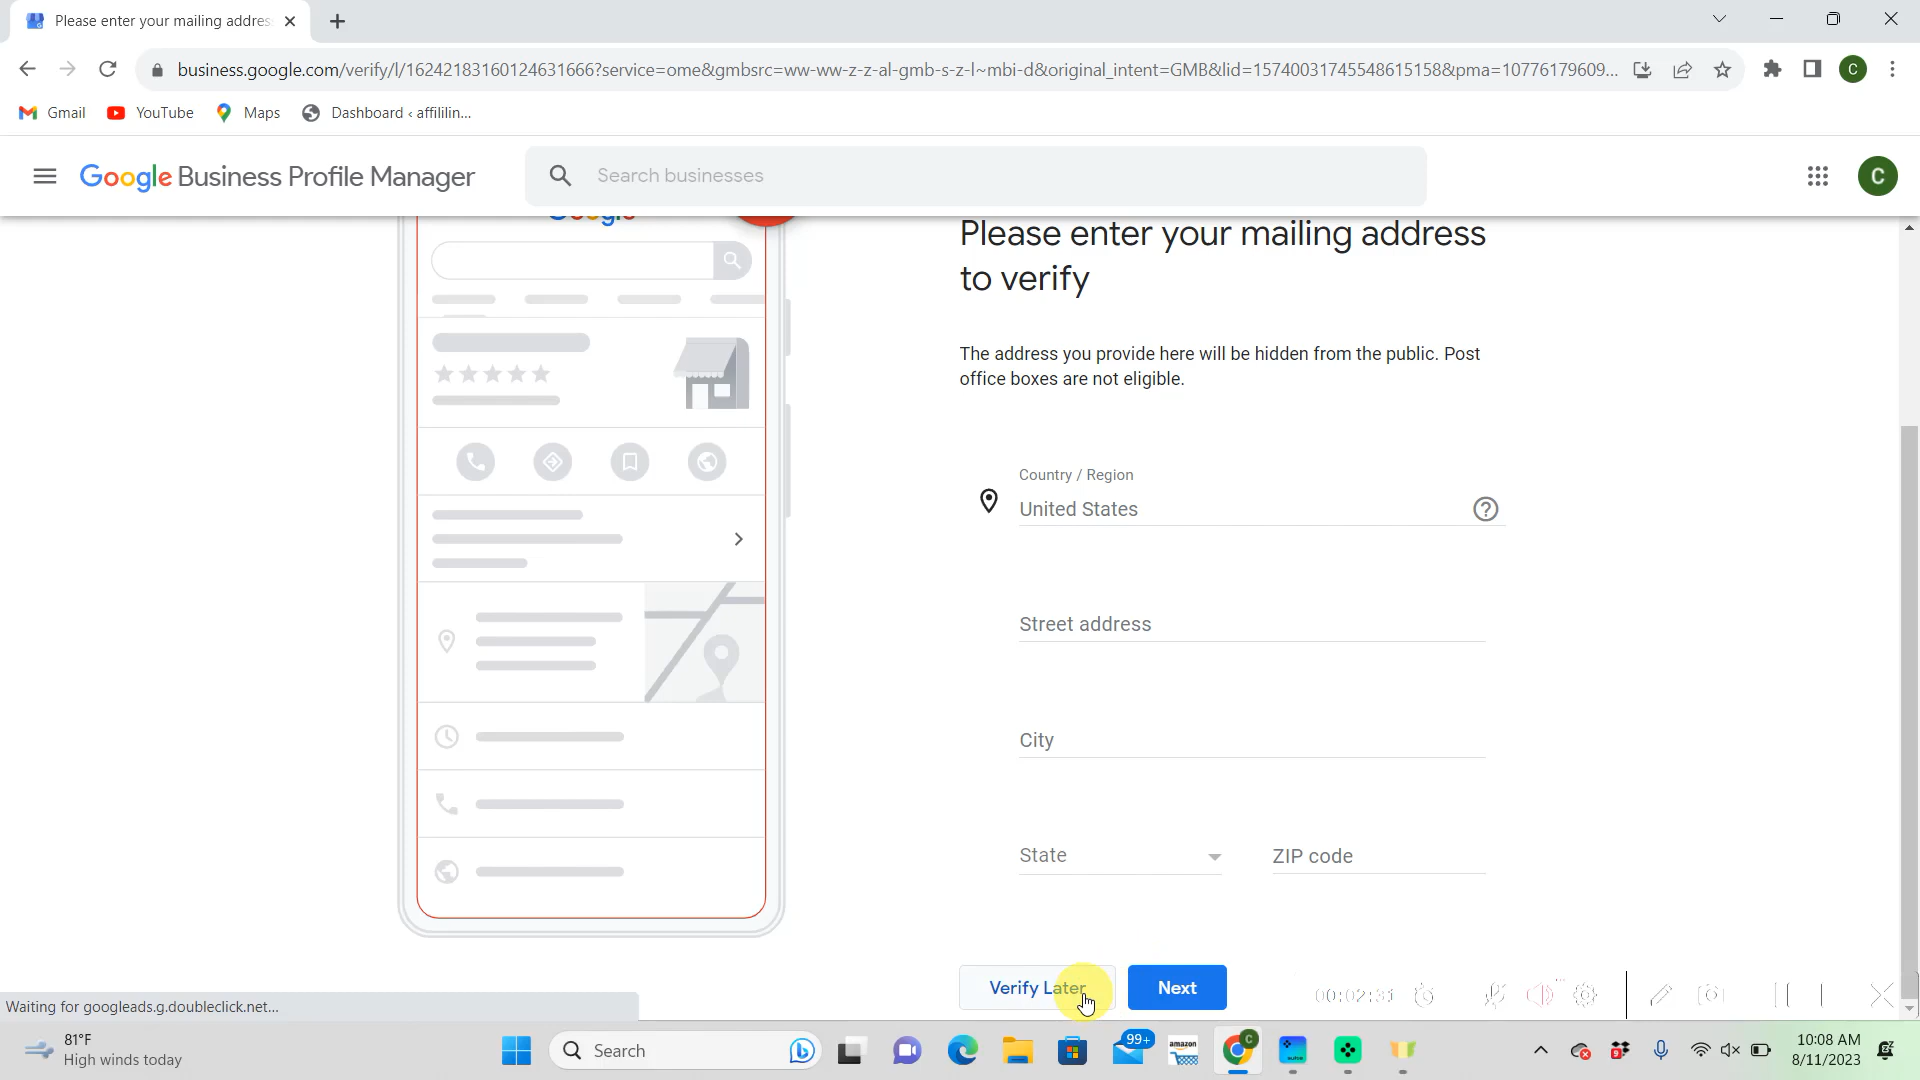 Please enter your mailing addres
business.google.com/verify/l/16242183160124631666?service=ome&gmbsrc=ww-ww-z-z-al-gmb-s-z-l~mbi-d&original_intent=GMB&lid=15740031745548615158&pma=10776179609...
C
Gmail
YouTube
Maps
Dashboard ‹ affililin...
Google Business Profile Manager
Search businesses
C
Google
Please enter your mailing address
to verify
The address you provide here will be hidden from the public. Post
office boxes are not eligible.
Country / Region
United States
Street address
City
State
ZIP code
Verify Later
Next
00:02:31
Waiting for googleads.g.doubleclick.net...
81°F
High winds today
Search
99+
amazon
C
9
10:08 AM
8/11/2023